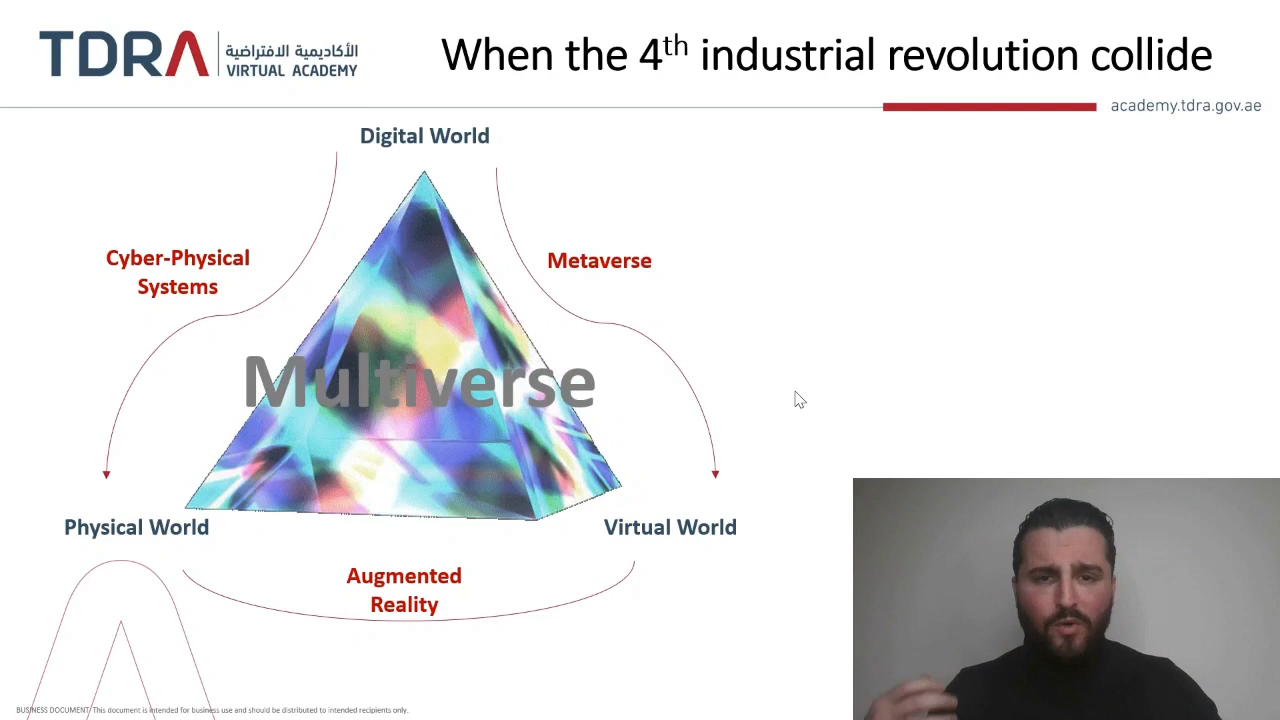 TDRA
الأكاديمية الافتراضية
VIRTUAL ACADEMY
When the 4th industrial revolution collide
academy.tdra.gov.ae
Digital World
Cyber-Physical
Systems
Metaverse
Multiverse
Physical World
Virtual World
Augmented
Reality
BUSINESS DOCUMENT: This document is intended for business use and should be distributed to intended recipients only.